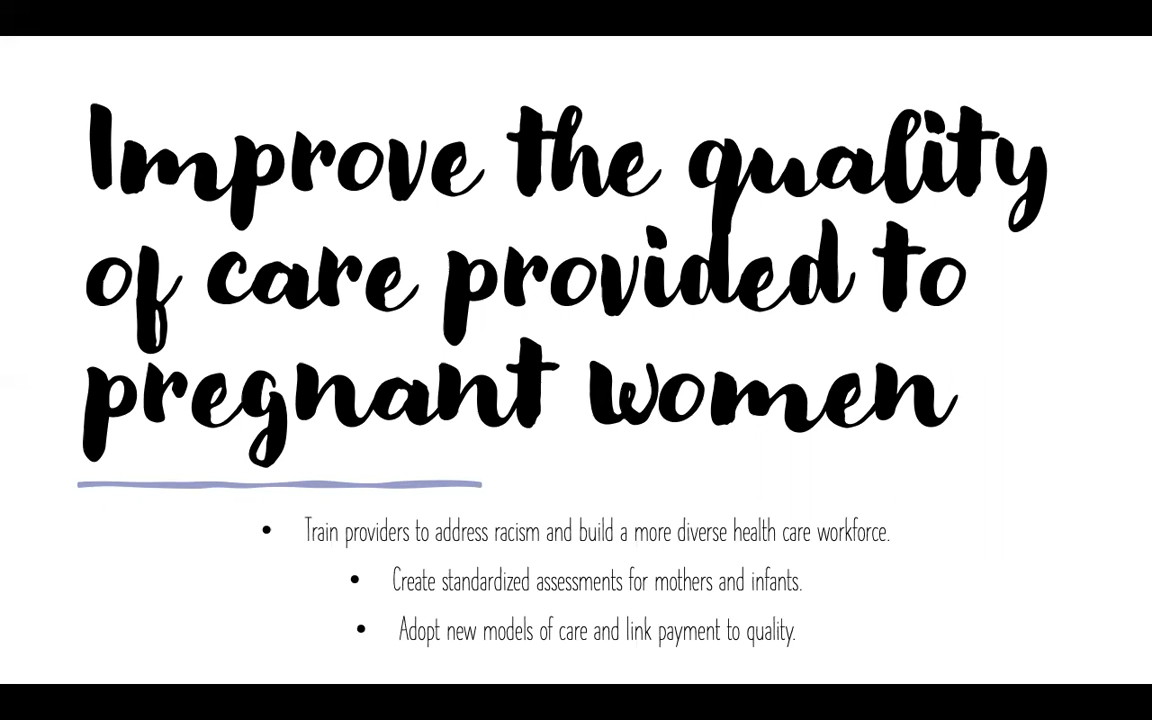 Improve the quality
of care provided to
pregnant women
• Train providers to address racism and build a more diverse health care workforce.
• Create standardized assessments for mothers and infants.
• Adopt new models of care and link payment to quality.